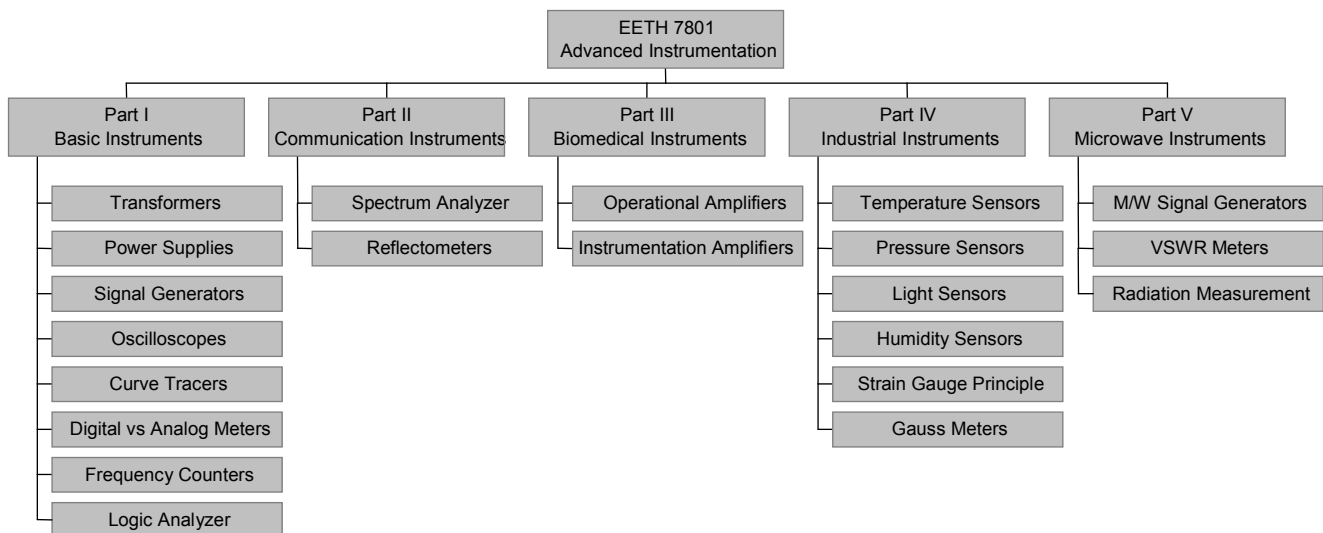 EETH 7801
Advanced Instrumentation
Part I
Basic Instruments
Transformers
Power Supplies
Signal Generators
Oscilloscopes
Curve Tracers
Digital vs Analog Meters
Frequency Counters
Logic Analyzer
Part II
Communication Instruments
Spectrum Analyzer
Reflectometers
Part III
Biomedical Instruments
Operational Amplifiers
Instrumentation Amplifiers
Part IV
Industrial Instruments
Temperature Sensors
Pressure Sensors
Light Sensors
Humidity Sensors
Strain Gauge Principle
Gauss Meters
Part V
Microwave Instruments
M/W Signal Generators
VSWR Meters
Radiation Measurement